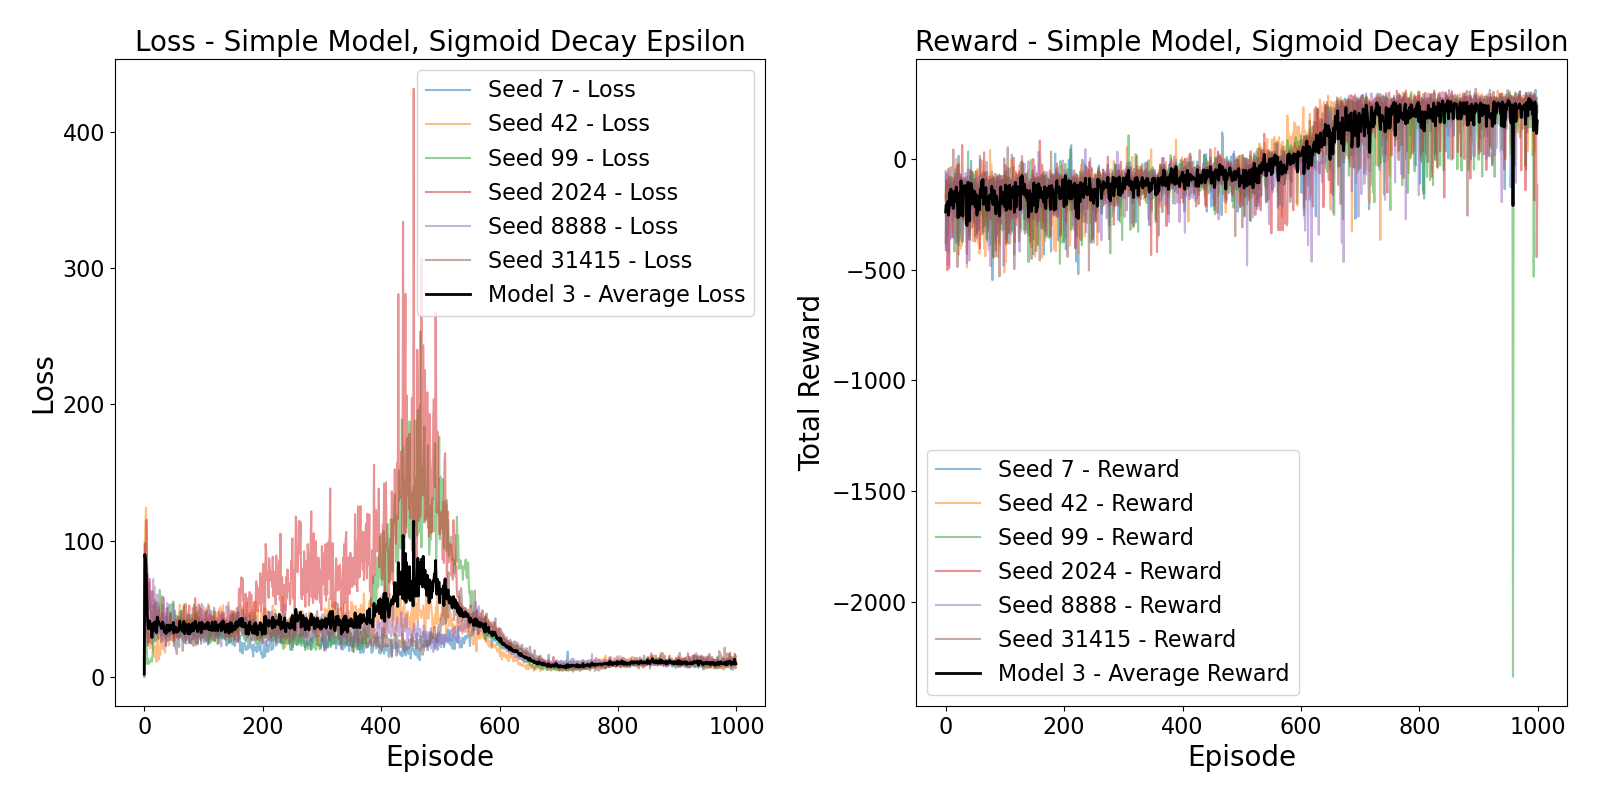 Loss - Simple Model, Sigmoid Decay Epsilon
Loss
400
300
200
100
0
Seed 7 - Loss
Seed 42 - Loss
Seed 99 - Loss
Seed 2024 - Loss
Seed 8888 - Loss
Seed 31415 - Loss
Model 3 - Average Loss
0 200 400 600 800 1000
Episode
Reward - Simple Model, Sigmoid Decay Epsilon
Total Reward
0
−500
−1000
−1500
−2000
Seed 7 - Reward
Seed 42 - Reward
Seed 99 - Reward
Seed 2024 - Reward
Seed 8888 - Reward
Seed 31415 - Reward
Model 3 - Average Reward
0 200 400 600 800 1000
Episode